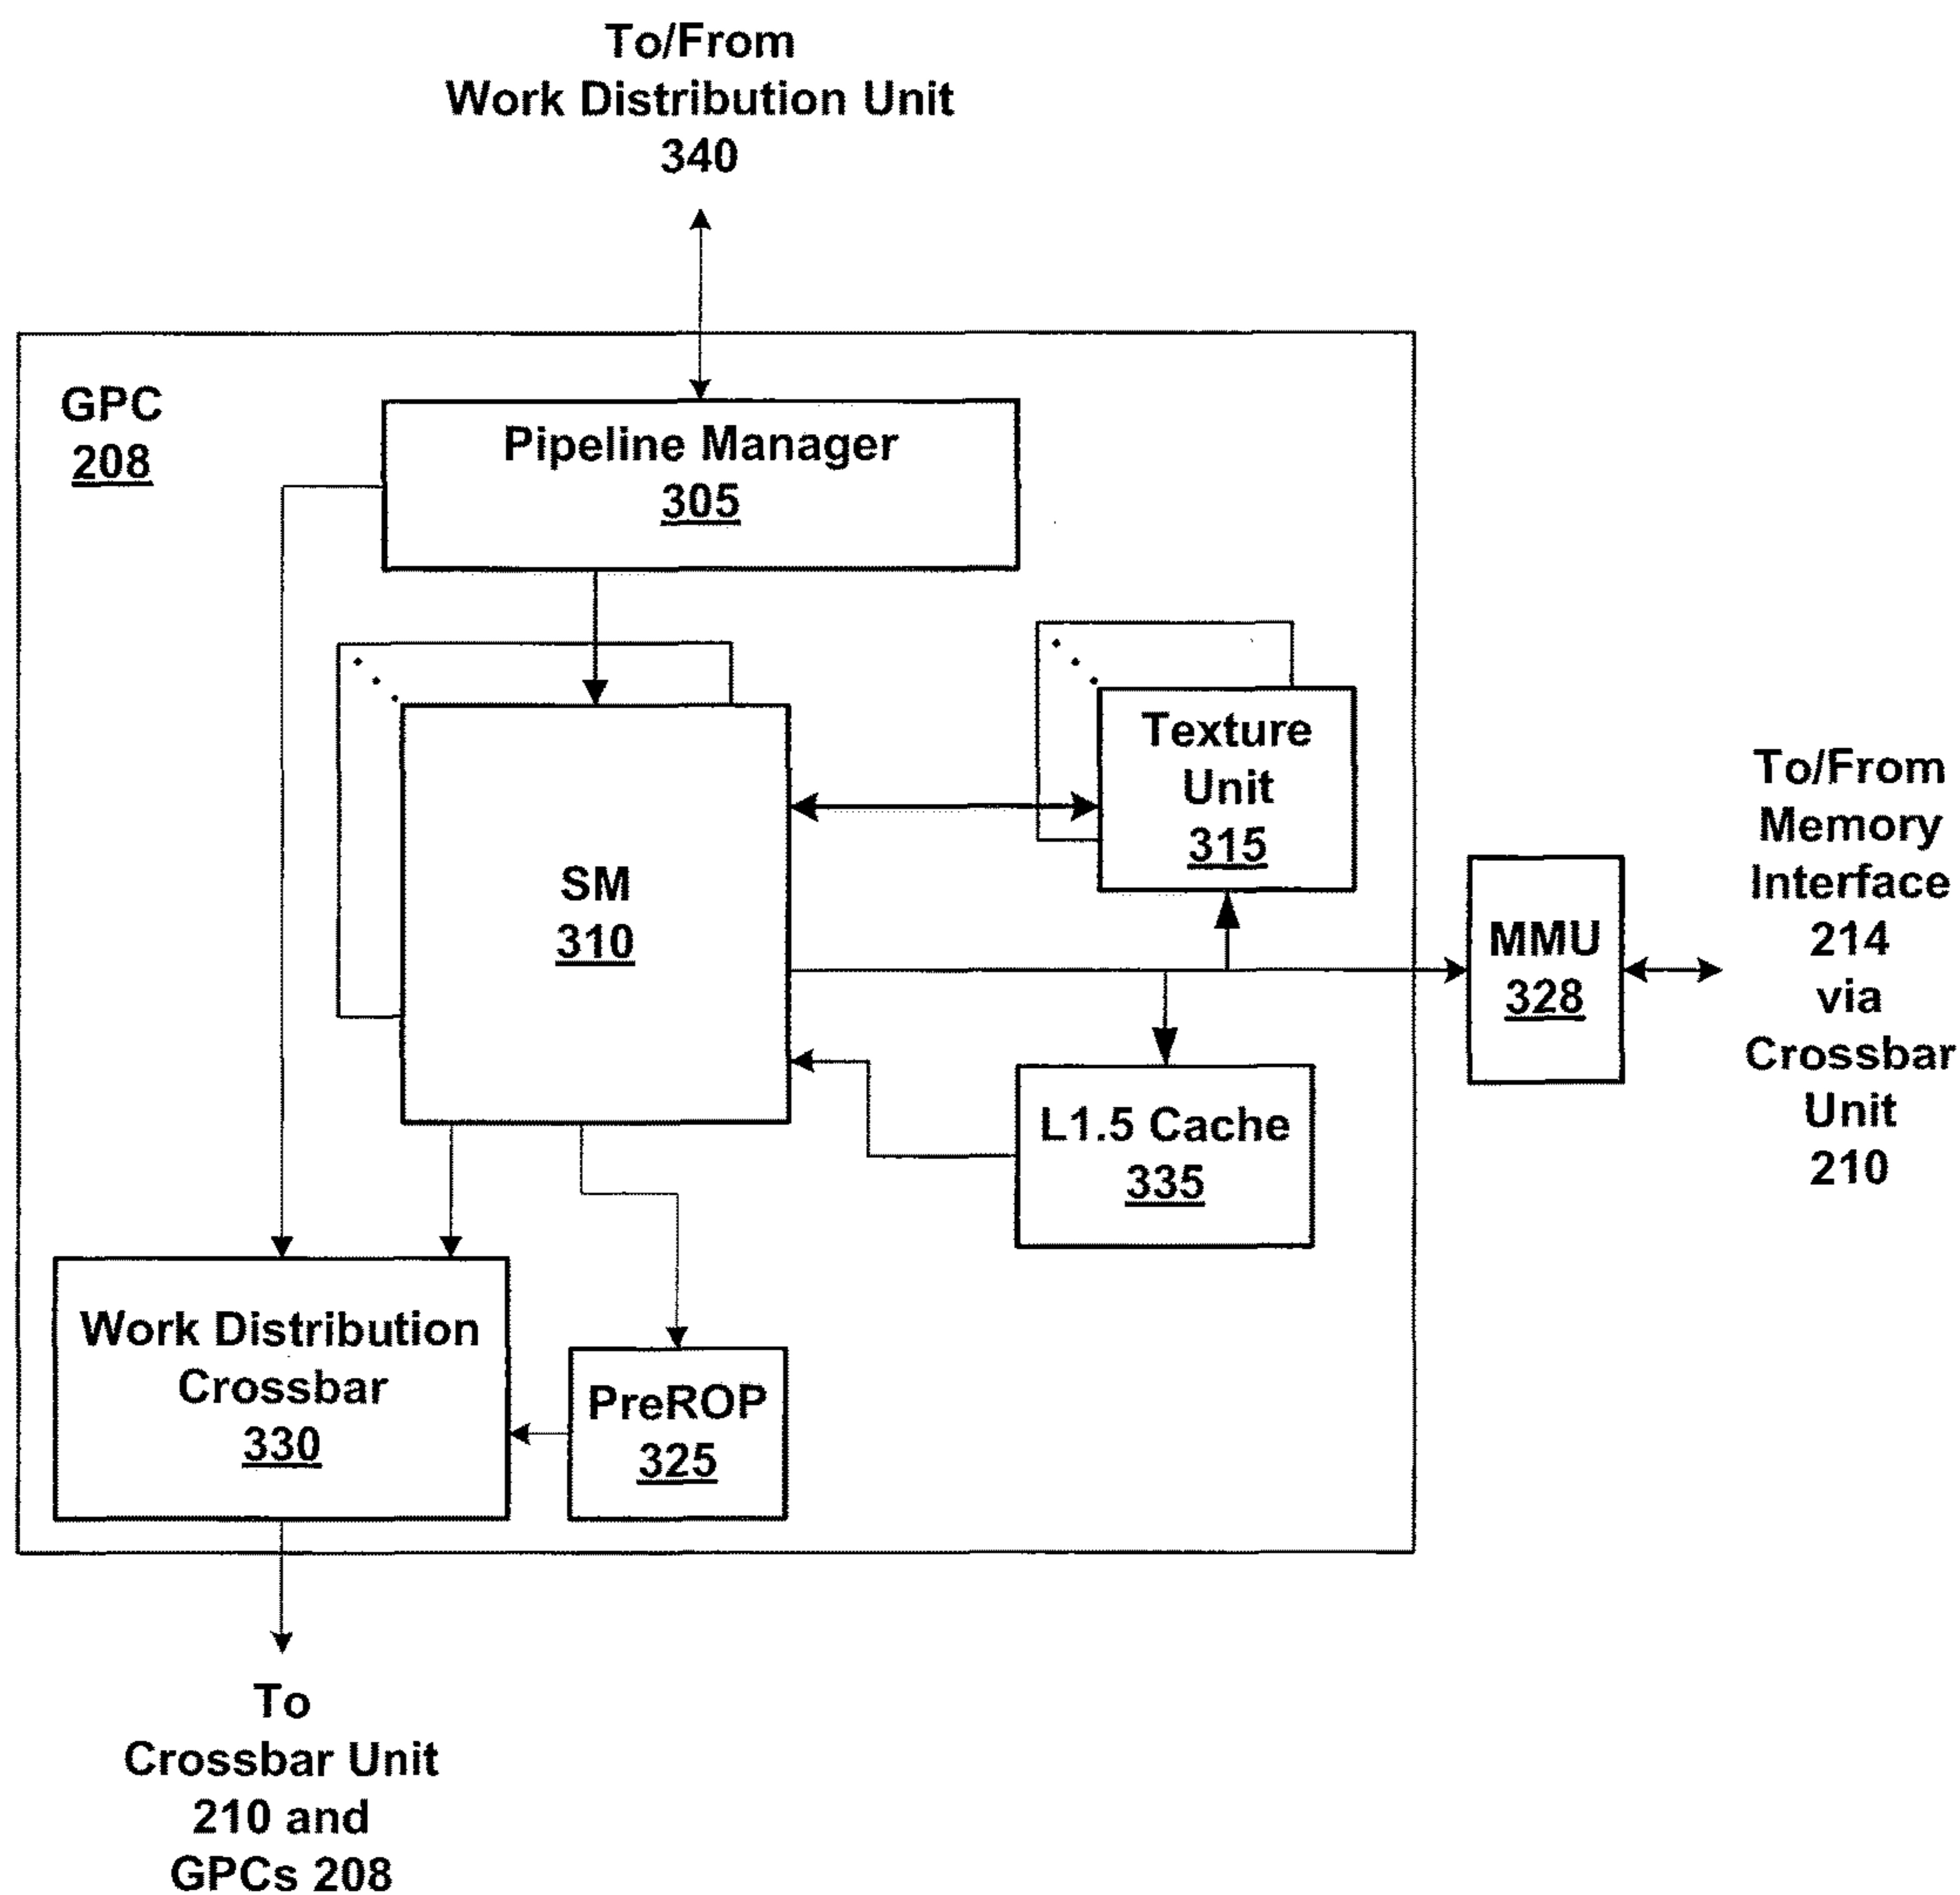 To/From
Work Distribution Unit
340
GPC
208
Pipeline Manager
305
Texture
Unit
315
SM
310
MMU
328
To/From
Memory
Interface
214
via
Crossbar
Unit
210
L1.5 Cache
335
Work Distribution
Crossbar
330
PreROP
325
To
Crossbar Unit
210 and
GPCs 208